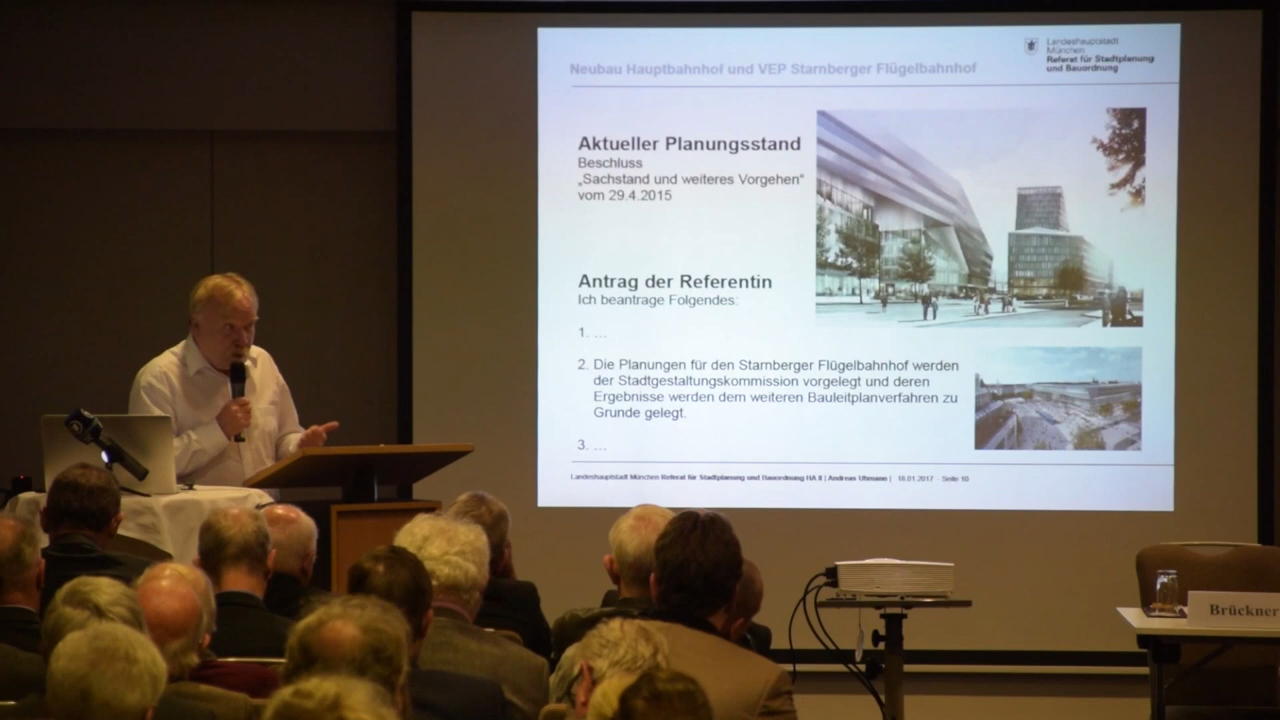 Landeshauptstadt
München
Referat für Stadtplanung
und Bauordnung
Neubau Hauptbahnhof und VEP Starnberger Flügelbahnhof
Aktueller Planungsstand
Beschluss
„Sachstand und weiteres Vorgehen“
vom 29.4.2015
Antrag der Referentin
Ich beantrage Folgendes:
1. ...
2. Die Planungen für den Starnberger Flügelbahnhof werden
der Stadtgestaltungskommission vorgelegt und deren
Ergebnisse werden dem weiteren Bauleitplanverfahren zu
Grunde gelegt.
3. ...
Landeshauptstadt München Referat für Stadtplanung und Bauordnung HA II | Andreas Uhmann | 18.01.2017 - Seite 10
Brückner